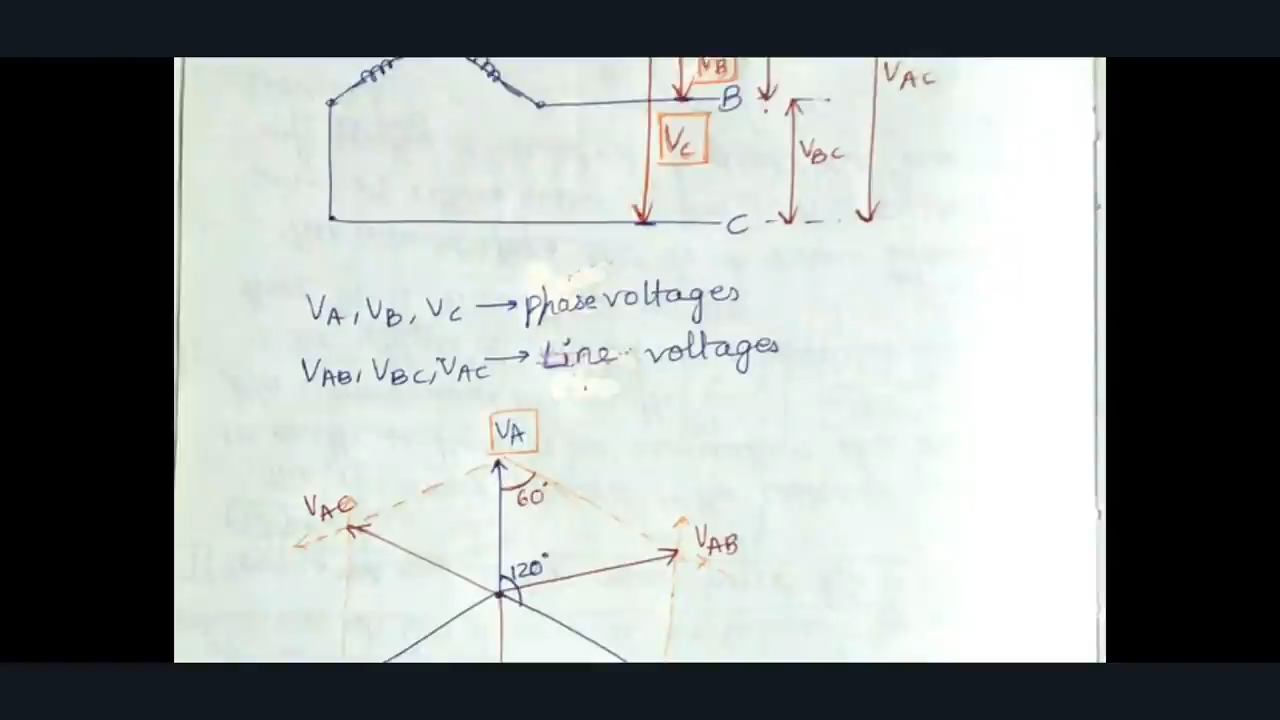 VB
B
VAC
VC
VBC
C
VA, VB, VC → phase voltages
VAB, VBC, VAC → Line voltages
VA
60°
VAC
VAB
120°